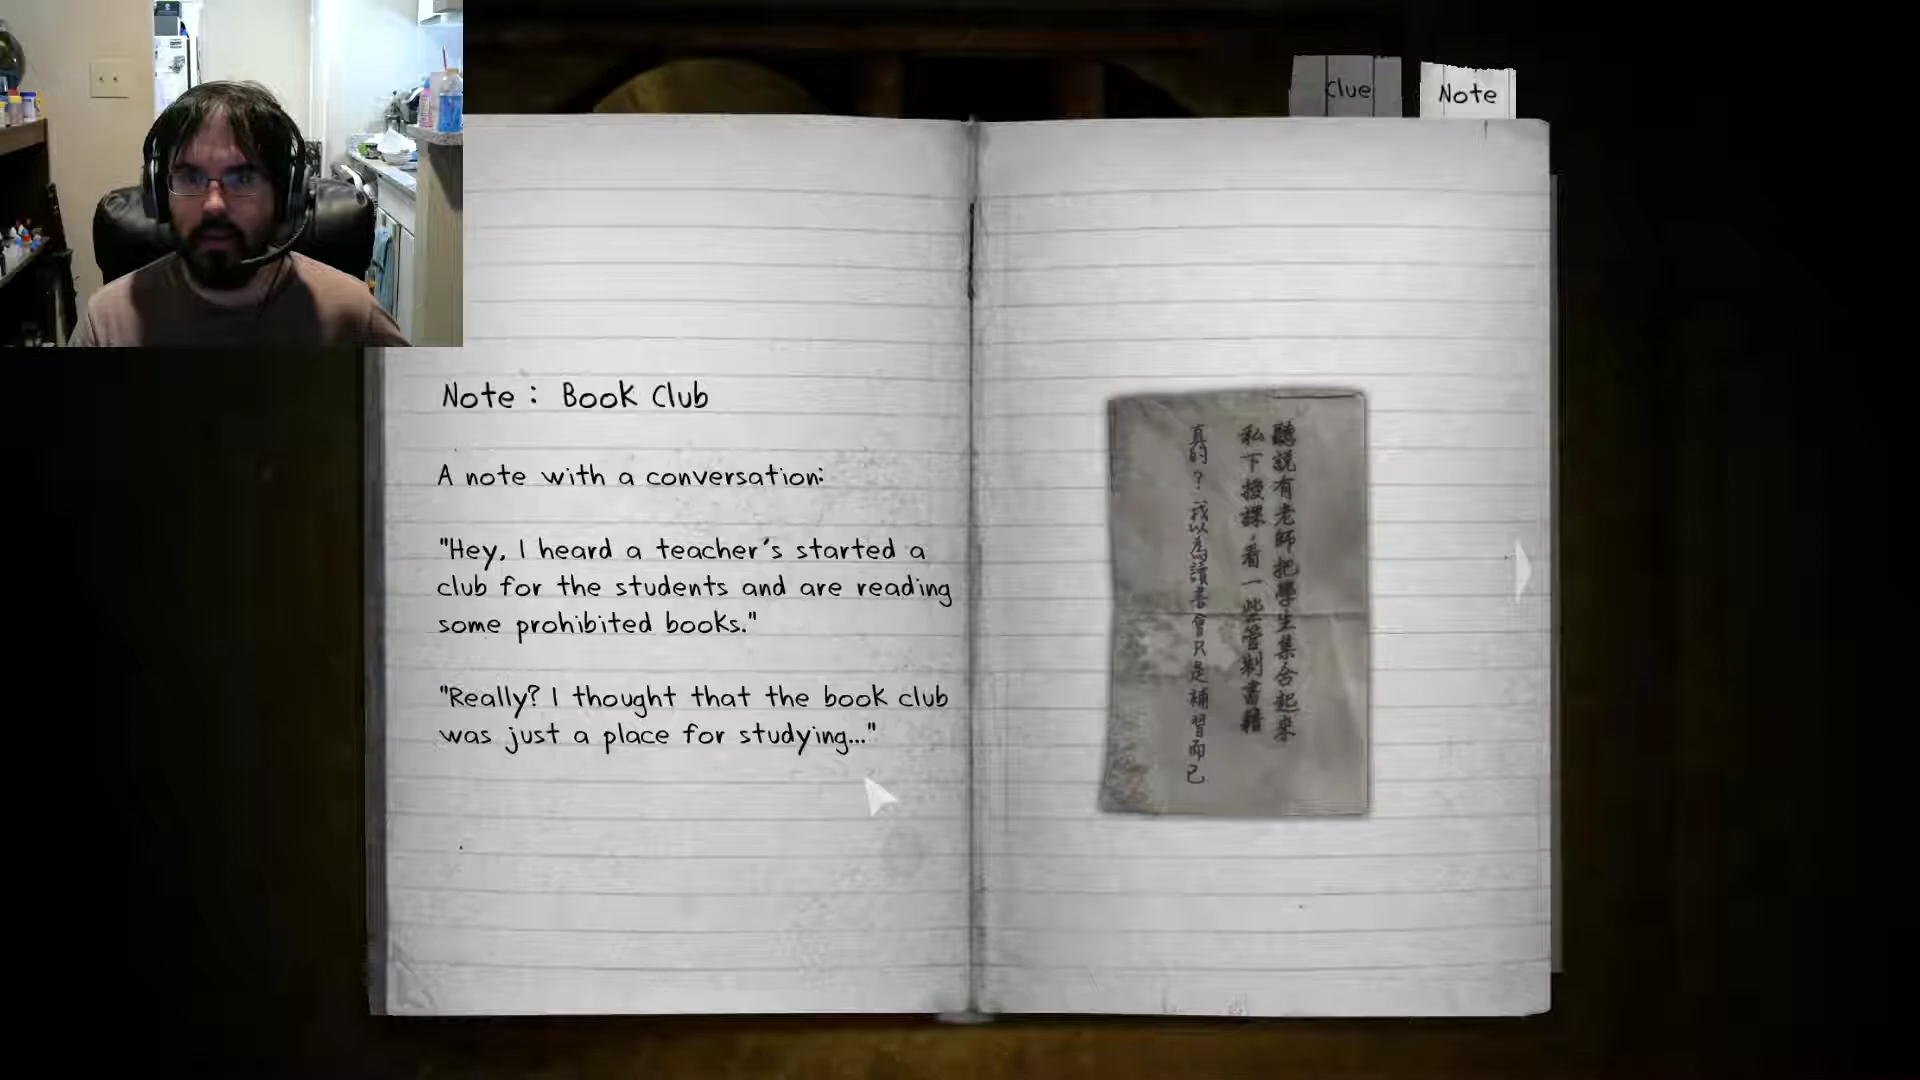 Clue
Note
Note : Book Club
A note with a conversation:
"Hey, I heard a teacher's started a
club for the students and are reading
some prohibited books."
"Really? I thought that the book club
was just a place for studying..."
聽說有老師把學生集合起來
私下授課,看一些管制書籍
真的？我以為讀書會只是補習而已